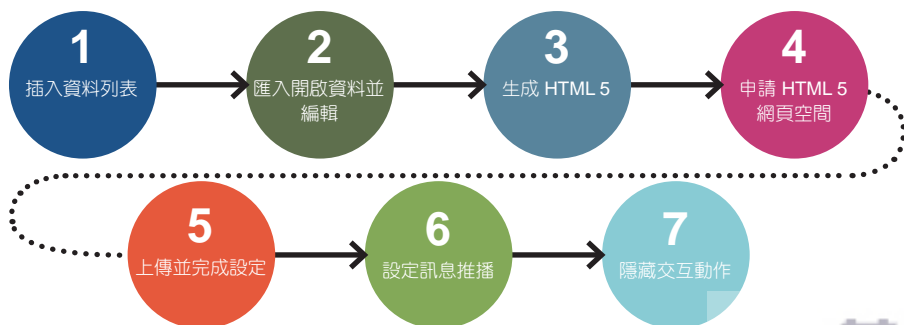 1
插入資料列表
2
匯入開啟資料並
編輯
3
生成 HTML 5
4
申請 HTML 5
網頁空間
5
上傳並完成設定
6
設定訊息推播
7
隱藏交互動作